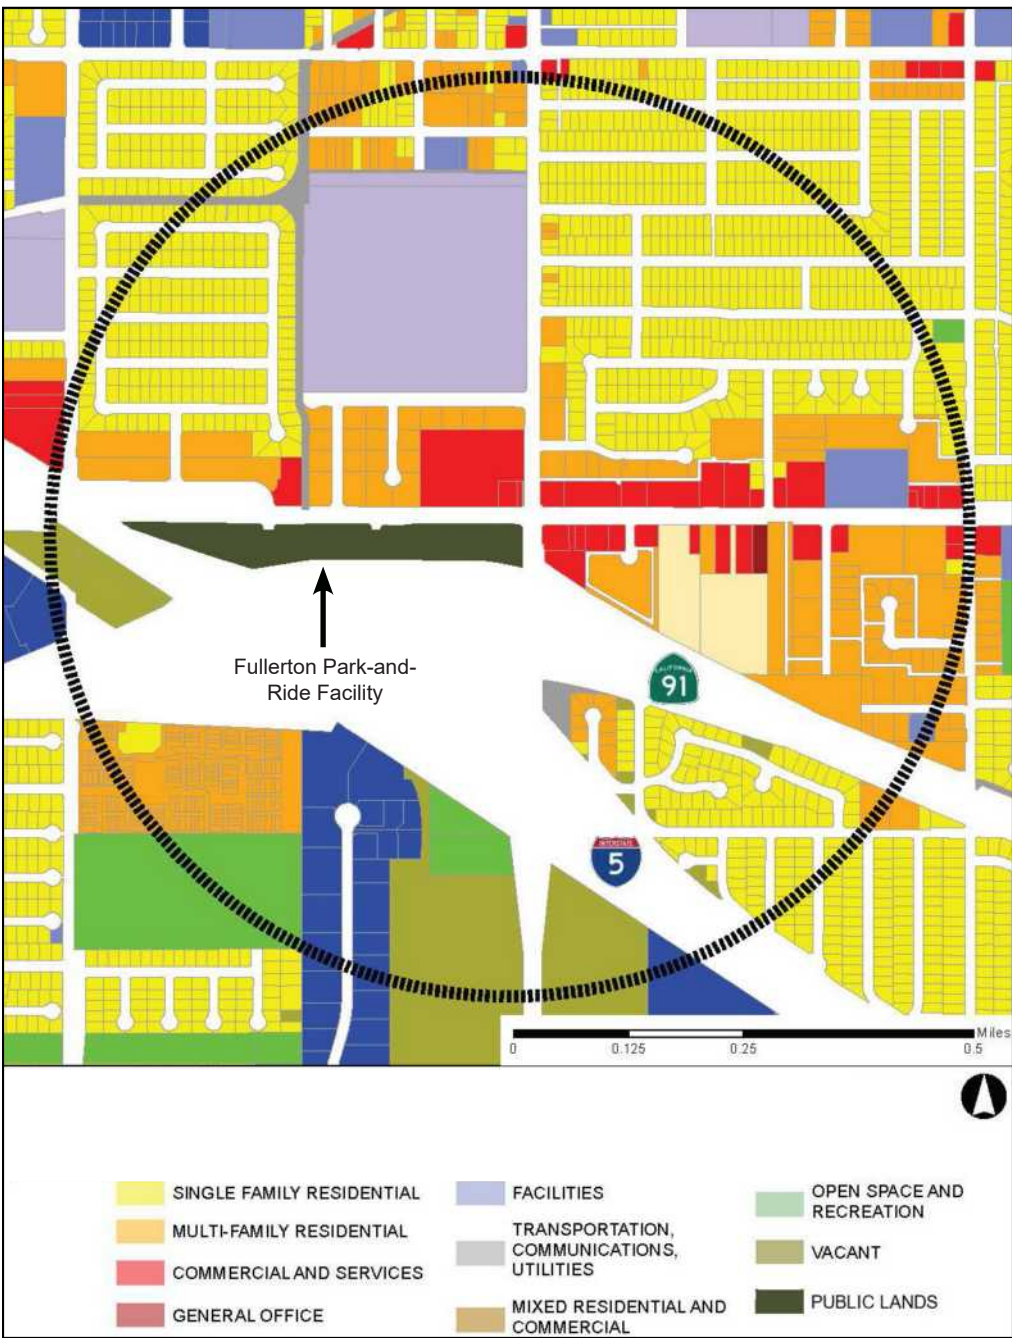 Fullerton Park-and-
Ride Facility
CALIFORNIA
91
INTERSTATE
5
Miles
0
0.125
0.25
0.5
SINGLE FAMILY RESIDENTIAL
MULTI-FAMILY RESIDENTIAL
COMMERCIAL AND SERVICES
GENERAL OFFICE
FACILITIES
TRANSPORTATION,
COMMUNICATIONS,
UTILITIES
MIXED RESIDENTIAL AND
COMMERCIAL
OPEN SPACE AND
RECREATION
VACANT
PUBLIC LANDS